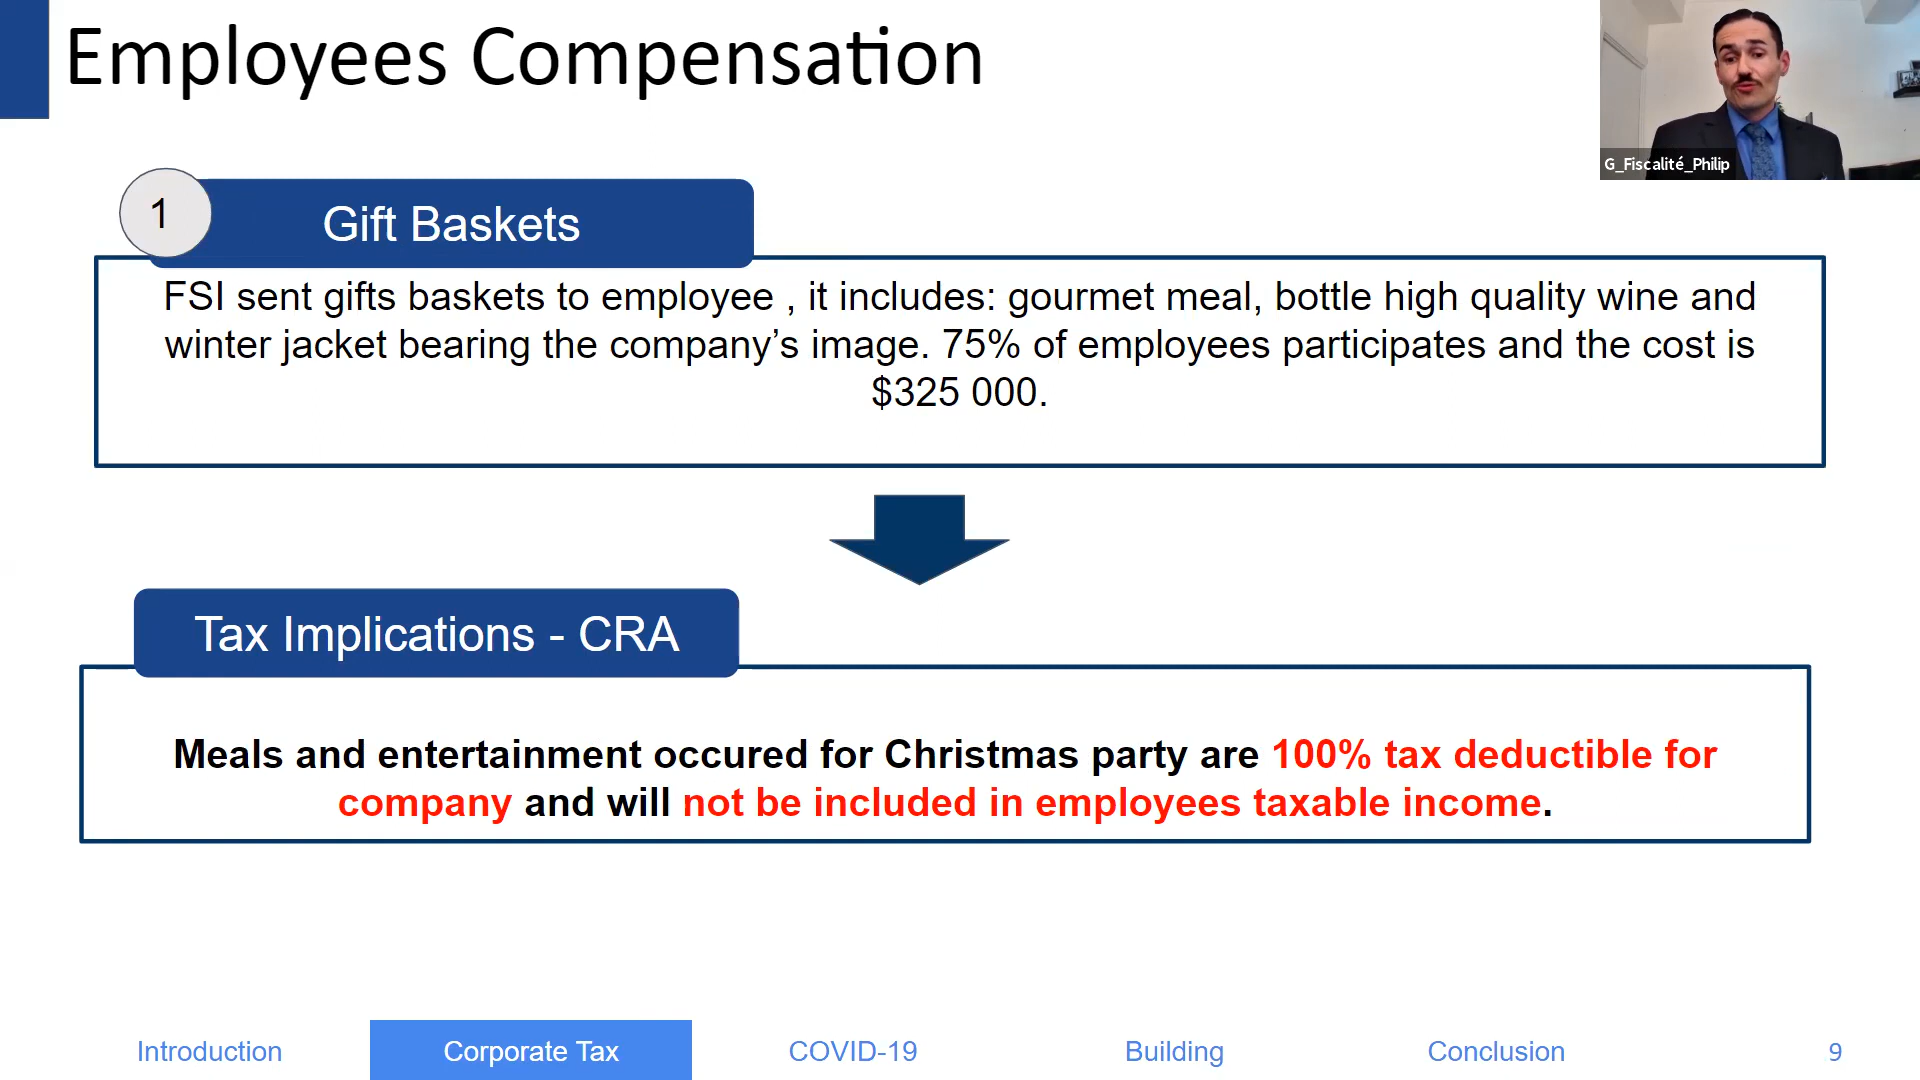 Employees Compensation
G_Fiscalité_Philip
1
Gift Baskets
FSI sent gifts baskets to employee , it includes: gourmet meal, bottle high quality wine and
winter jacket bearing the company’s image. 75% of employees participates and the cost is
$325 000.
Tax Implications - CRA
Meals and entertainment occured for Christmas party are 100% tax deductible for
company and will not be included in employees taxable income.
Introduction
Corporate Tax
COVID-19
Building
Conclusion
9